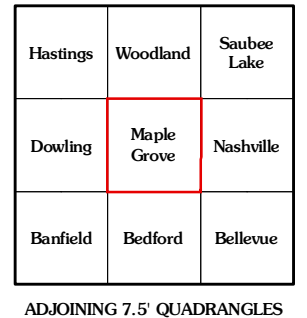 Hastings Woodland Saubee
Lake
Dowling Maple
Grove Nashville
Banfield Bedford Bellevue
ADJOINING 7.5' QUADRANGLES